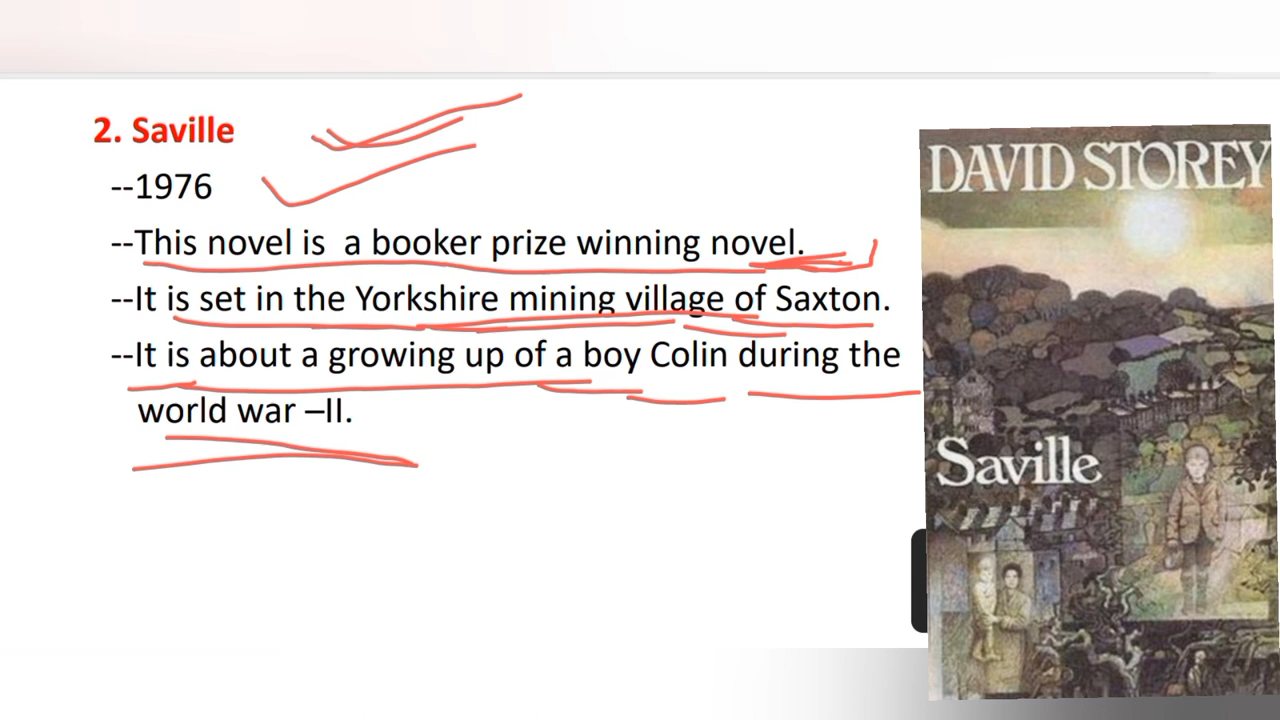 2. Saville
--1976
--This novel is  a booker prize winning novel.
--It is set in the Yorkshire mining village of Saxton.
--It is about a growing up of a boy Colin during the
world war –II.
DAVID STOREY
Saville